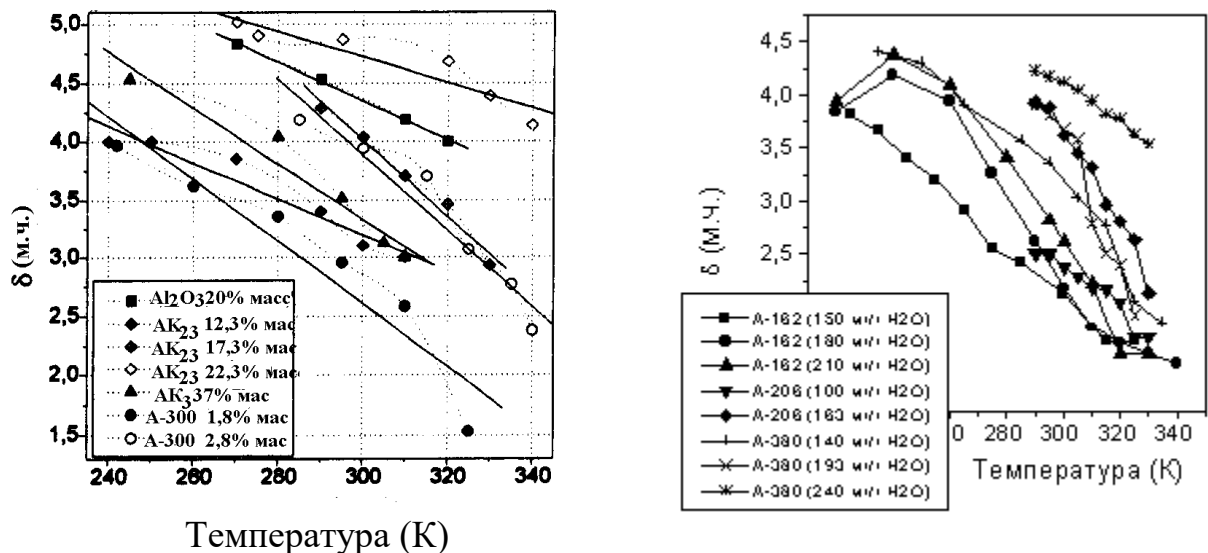 5,0
4,5
4,0
3,5
3,0
2,5
2,0
1,5
δ (м.ч.)
Al2O3 20% масс
АК23 12,3% мас
АК23 17,3% мас
АК23 22,3% мас
АК3 37% мас
А-300 1,8% мас
А-300 2,8% мас
240 260 280 300 320 340
Температура (К)
4,5
4,0
3,5
3,0
2,5
δ (м.ч.)
А-162 (150 мг/г H2O)
А-162 (180 мг/г H2O)
А-162 (210 мг/г H2O)
А-206 (100 мг/г H2O)
А-206 (163 мг/г H2O)
А-380 (140 мг/г H2O)
А-380 (193 мг/г H2O)
А-380 (240 мг/г H2O)
0 280 300 320 340
Температура (К)